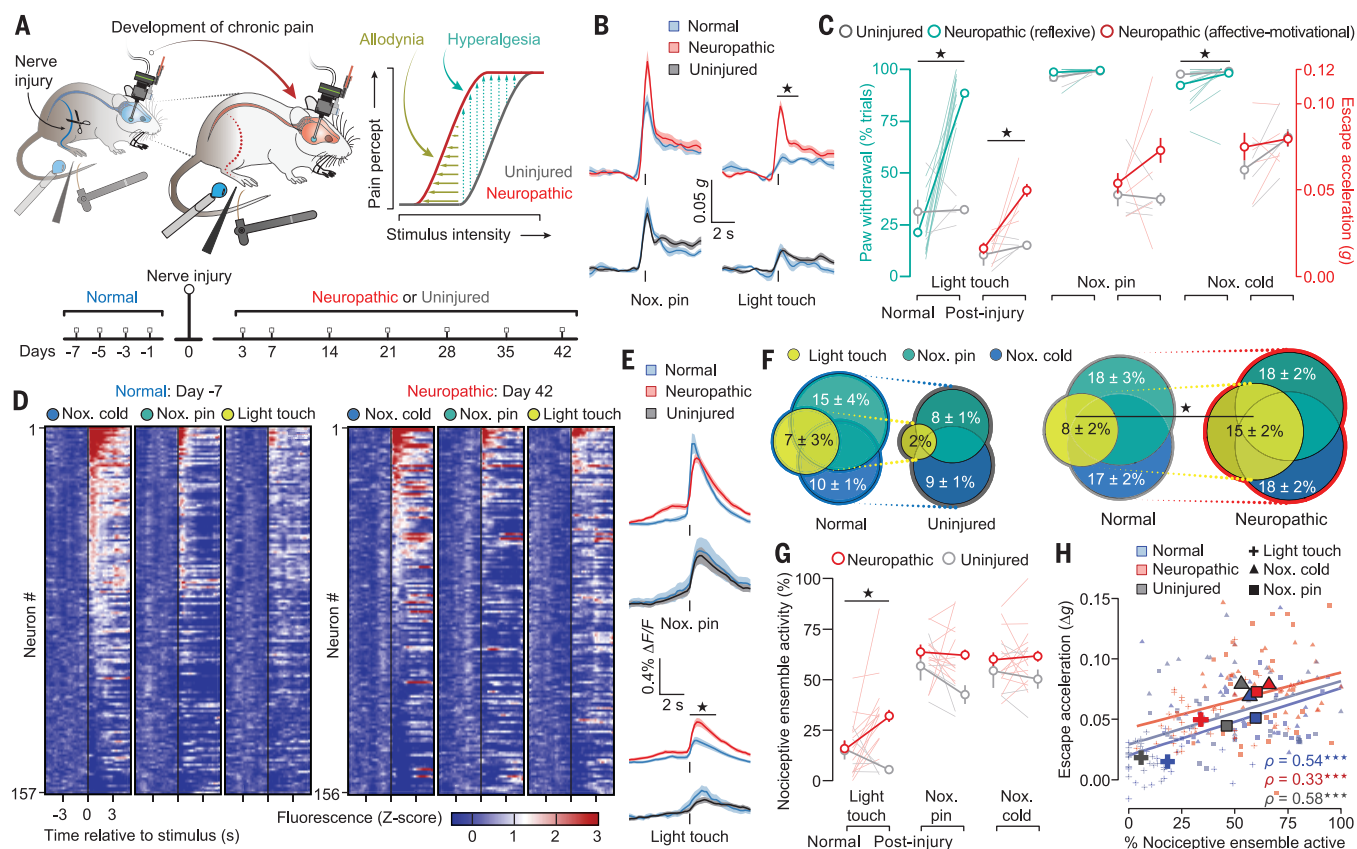 A
Development of chronic pain
Nerve
injury
Allodynia
Hyperalgesia
Pain percept
Uninjured
Neuropathic
Stimulus intensity
Nerve injury
Normal
Neuropathic or Uninjured
Days
-7 -5 -3 -1 0 3 7 14 21 28 35 42
B
Normal
Neuropathic
Uninjured
★
0.05 g
2 s
Nox. pin
Light touch
C
Uninjured Neuropathic (reflexive) Neuropathic (affective-motivational)
Paw withdrawal (% trials)
100
75
50
25
0
★
★
★
0.12
0.10
0.05
0.00
Escape acceleration (g)
Light touch
Nox. pin
Nox. cold
Normal Post-injury
D
Normal: Day -7
Neuropathic: Day 42
Nox. cold Nox. pin Light touch
Nox. cold Nox. pin Light touch
Neuron #
1
157
Neuron #
1
156
-3 0 3
Time relative to stimulus (s)
Fluorescence (Z-score)
0 1 2 3
E
Normal
Neuropathic
Uninjured
Nox. pin
0.4% ΔF/F
2 s
★
Light touch
F
Light touch Nox. pin Nox. cold
15 ± 4%
7 ± 3%
10 ± 1%
8 ± 1%
2%
9 ± 1%
Normal
Uninjured
18 ± 3%
8 ± 2%
17 ± 2%
★
18 ± 2%
15 ± 2%
18 ± 2%
Normal
Neuropathic
G
Neuropathic Uninjured
Nociceptive ensemble activity (%)
100
75
50
25
0
★
Light
touch
Nox.
pin
Nox.
cold
Normal Post-injury
H
Normal
Neuropathic
Uninjured
Light touch
Nox. cold
Nox. pin
Escape acceleration (Δg)
0.15
0.10
0.05
0.00
ρ = 0.54★★★
ρ = 0.33★★★
ρ = 0.58★★★
0 25 50 75 100
% Nociceptive ensemble active